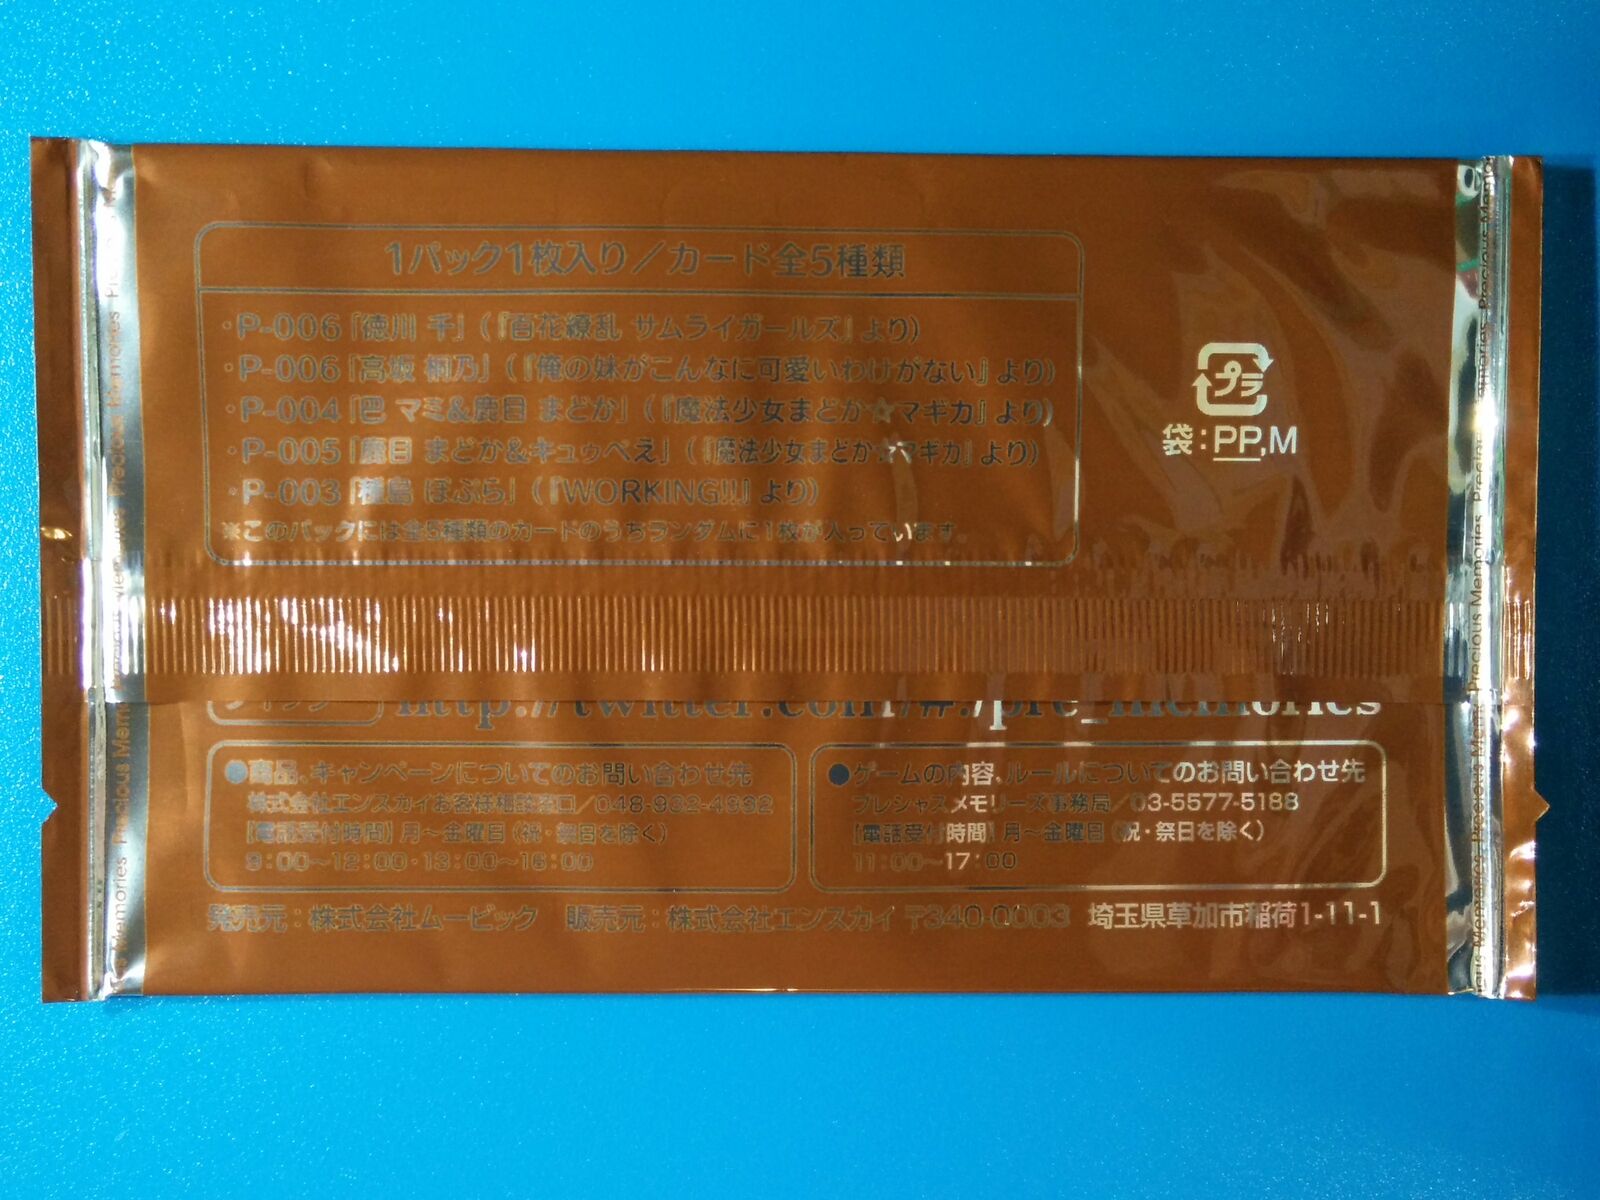 1パック1枚入り／カード全5種類
・P-006『徳川 千』(『百花繚乱 サムライガールズ』より)
・P-006『高坂 桐乃』(『俺の妹がこんなに可愛いわけがない』より)
・P-004『巴 マミ&鹿目 まどか』(『魔法少女まどか☆マギカ』より)
・P-005『鹿目 まどか&キュゥべえ』(『魔法少女まどか☆マギカ』より)
・P-003『種島 ぽぷら』(『WORKING!!』より)
※このパックには全5種類のカードのうちランダムに1枚が入っています。
プラ
袋:PP,M
http://twitter.com/#!/pre_memories
●商品、キャンペーンについてのお問い合わせ先
株式会社エンスカイお客様相談窓口/048-932-4992
【電話受付時間】月〜金曜日(祝・祭日を除く)
9:00〜12:00・13:00〜16:00
●ゲームの内容、ルールについてのお問い合わせ先
プレシャスメモリーズ事務局/03-5577-5188
【電話受付時間】月〜金曜日(祝・祭日を除く)
11:00〜17:00
発売元:株式会社ムービック 販売元:株式会社エンスカイ 〒340-0003 埼玉県草加市稲荷1-11-1
Precious Memories
Precious Memories